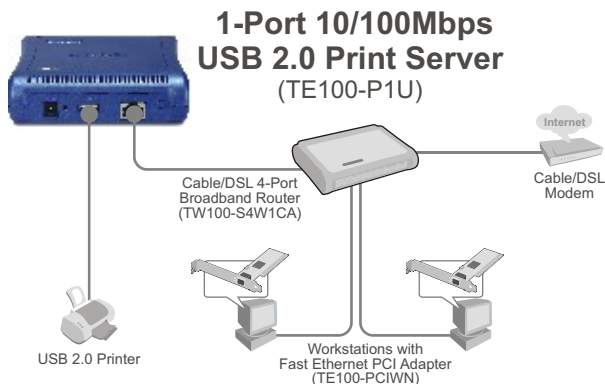 1-Port 10/100Mbps
USB 2.0 Print Server
(TE100-P1U)
Internet
Cable/DSL 4-Port
Broadband Router
(TW100-S4W1CA)
Cable/DSL
Modem
USB 2.0 Printer
Workstations with
Fast Ethernet PCI Adapter
(TE100-PCIWN)